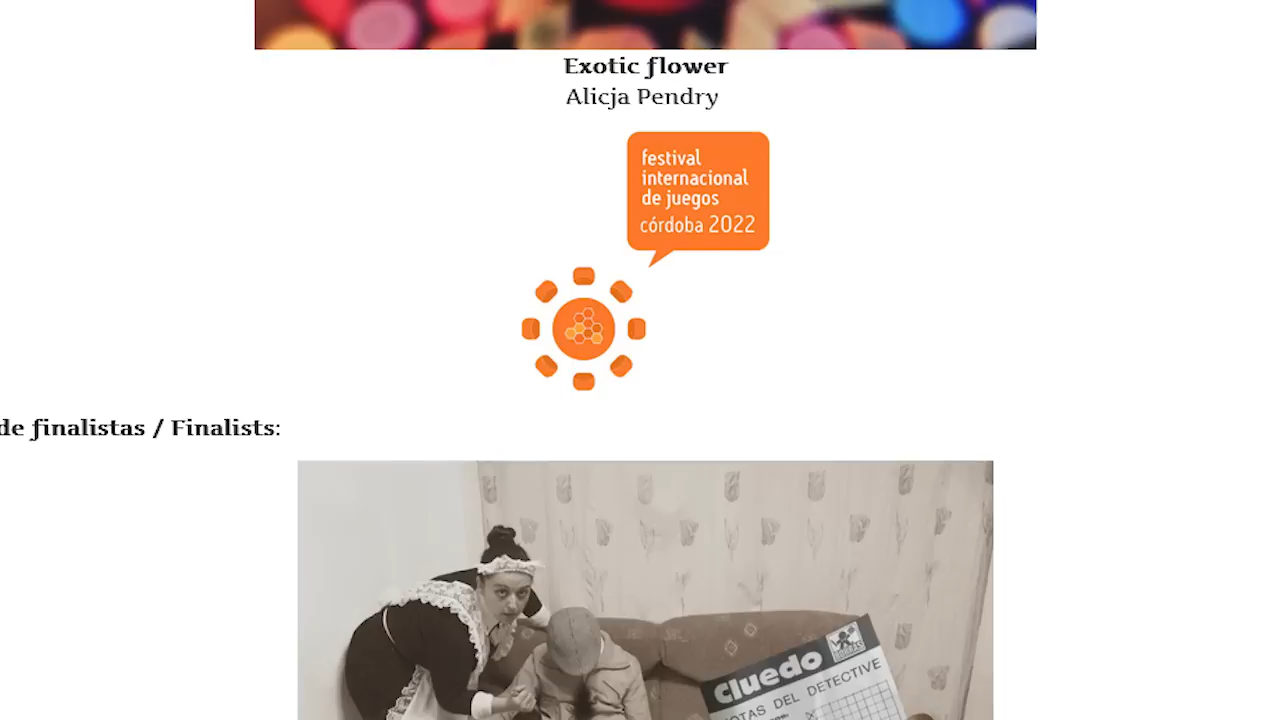 Exotic flower
Alicja Pendry
festival
internacional
de juegos
córdoba 2022
de finalistas / Finalists:
cluedo
NOTAS DEL DETECTIVE